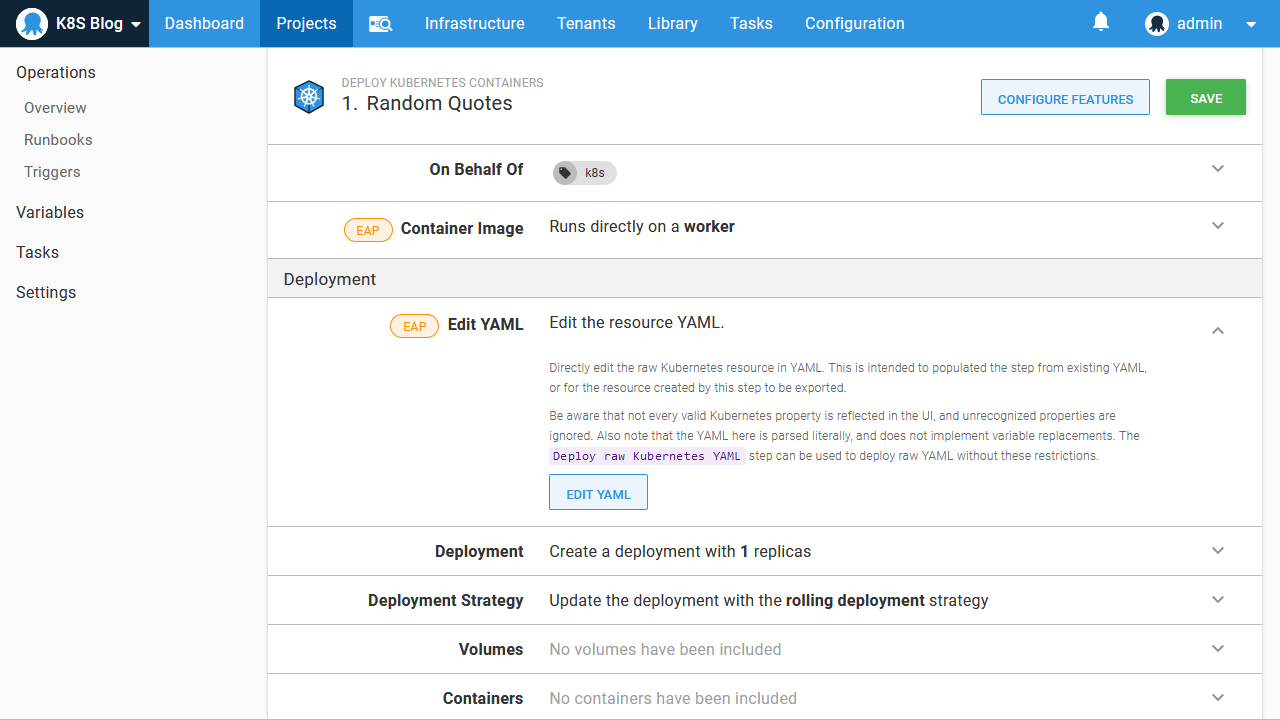 K8S Blog
Dashboard
Projects
Infrastructure
Tenants
Library
Tasks
Configuration
admin
Operations
Overview
Runbooks
Triggers
Variables
Tasks
Settings
DEPLOY KUBERNETES CONTAINERS
1. Random Quotes
CONFIGURE FEATURES
SAVE
On Behalf Of
k8s
EAP
Container Image
Runs directly on a worker
Deployment
EAP
Edit YAML
Edit the resource YAML.
Directly edit the raw Kubernetes resource in YAML. This is intended to populated the step from existing YAML,
or for the resource created by this step to be exported.
Be aware that not every valid Kubernetes property is reflected in the UI, and unrecognized properties are
ignored. Also note that the YAML here is parsed literally, and does not implement variable replacements. The
Deploy raw Kubernetes YAML step can be used to deploy raw YAML without these restrictions.
EDIT YAML
Deployment
Create a deployment with 1 replicas
Deployment Strategy
Update the deployment with the rolling deployment strategy
Volumes
No volumes have been included
Containers
No containers have been included